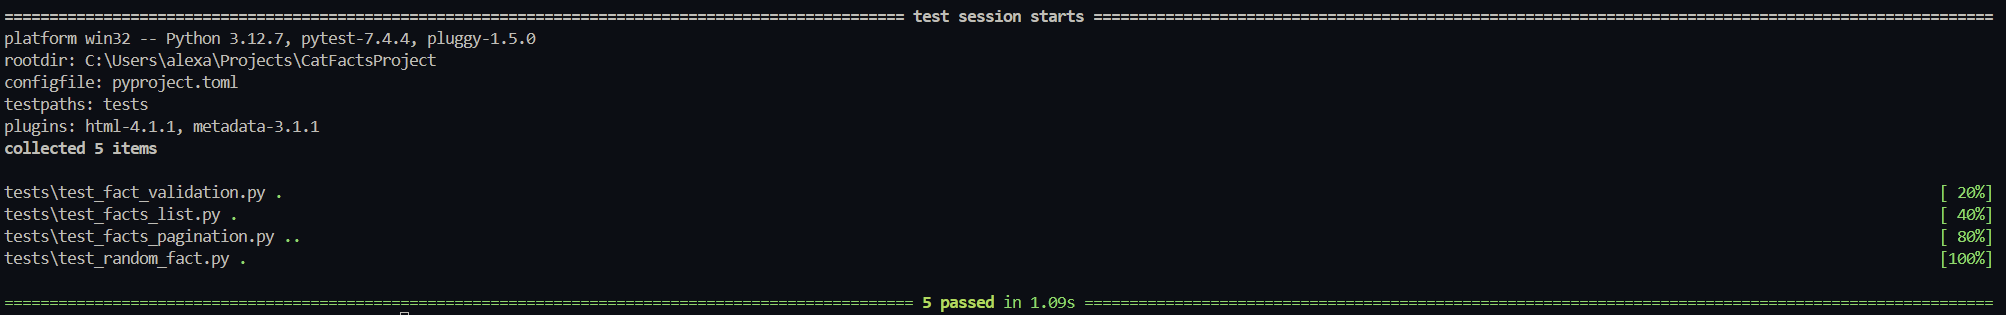 ==================== test session starts ====================
platform win32 -- Python 3.12.7, pytest-7.4.4, pluggy-1.5.0
rootdir: C:\Users\alexa\Projects\CatFactsProject
configfile: pyproject.toml
testpaths: tests
plugins: html-4.1.1, metadata-3.1.1
collected 5 items

tests\test_fact_validation.py . [ 20%]
tests\test_facts_list.py . [ 40%]
tests\test_facts_pagination.py .. [ 80%]
tests\test_random_fact.py . [100%]

==================== 5 passed in 1.09s ====================